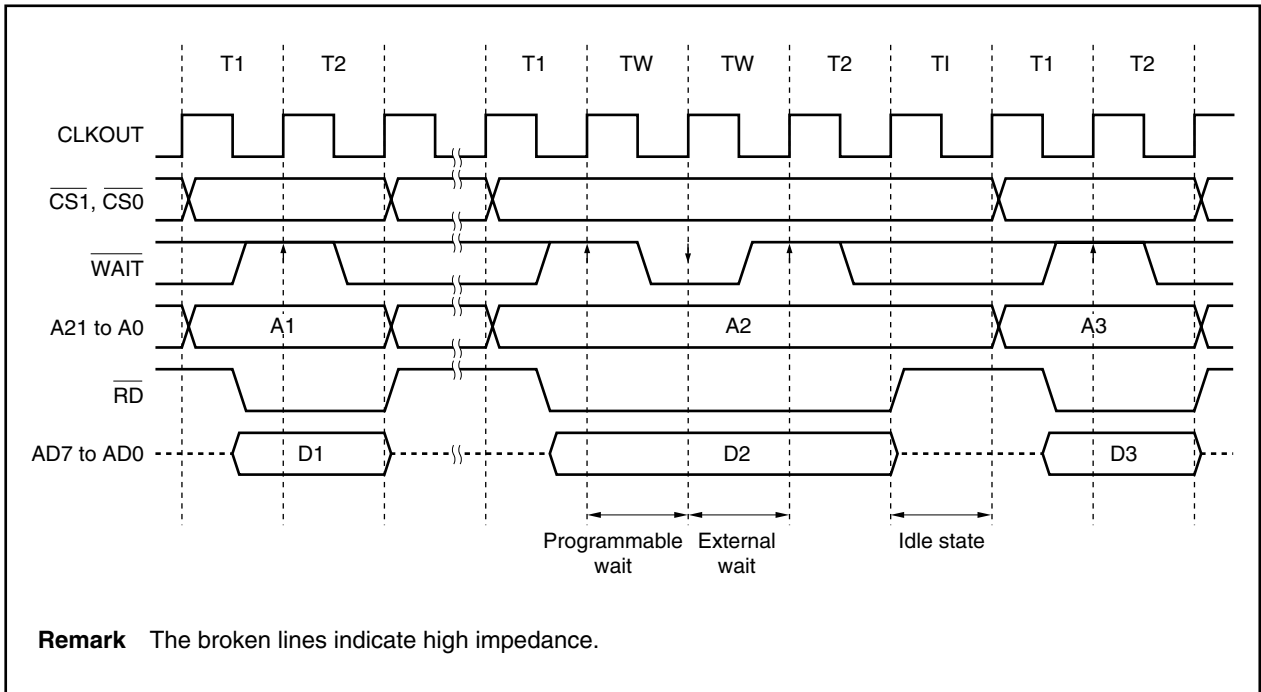 T1 T2 T1 TW TW T2 TI T1 T2
CLKOUT
CS1, CS0
WAIT
A21 to A0 A1 A2 A3
RD
AD7 to AD0 D1 D2 D3
Programmable wait External wait Idle state
Remark The broken lines indicate high impedance.